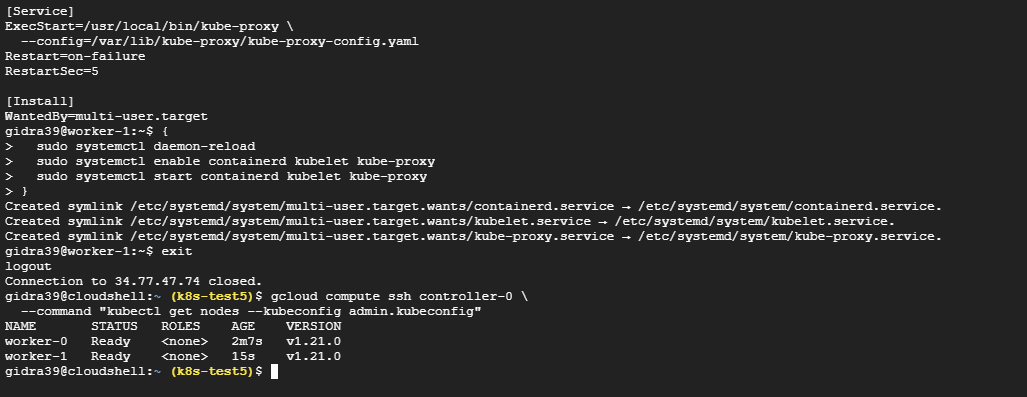 [Service]
ExecStart=/usr/local/bin/kube-proxy \
  --config=/var/lib/kube-proxy/kube-proxy-config.yaml
Restart=on-failure
RestartSec=5

[Install]
WantedBy=multi-user.target
gidra39@worker-1:~$ {
>   sudo systemctl daemon-reload
>   sudo systemctl enable containerd kubelet kube-proxy
>   sudo systemctl start containerd kubelet kube-proxy
> }
Created symlink /etc/systemd/system/multi-user.target.wants/containerd.service → /etc/systemd/system/containerd.service.
Created symlink /etc/systemd/system/multi-user.target.wants/kubelet.service → /etc/systemd/system/kubelet.service.
Created symlink /etc/systemd/system/multi-user.target.wants/kube-proxy.service → /etc/systemd/system/kube-proxy.service.
gidra39@worker-1:~$ exit
logout
Connection to 34.77.47.74 closed.
gidra39@cloudshell:~ (k8s-test5)$ gcloud compute ssh controller-0 \
  --command "kubectl get nodes --kubeconfig admin.kubeconfig"
NAME       STATUS   ROLES    AGE    VERSION
worker-0   Ready    <none>   2m7s   v1.21.0
worker-1   Ready    <none>   15s    v1.21.0
gidra39@cloudshell:~ (k8s-test5)$